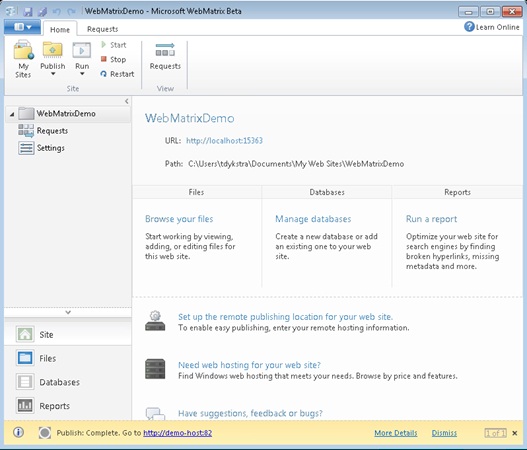 WebMatrixDemo - Microsoft WebMatrix Beta
Home
Requests
Learn Online
My Sites
Publish
Run
Start
Stop
Restart
Requests
Site
View
WebMatrixDemo
Requests
Settings
WebMatrixDemo
URL: http://localhost:15363
Path: C:\Users\tdykstra\Documents\My Web Sites\WebMatrixDemo
Files
Databases
Reports
Browse your files
Start working by viewing,
adding, or editing files for
this web site.
Manage databases
Create a new database or add
an existing one to your web
site.
Run a report
Optimize your web site for
search engines by finding
broken hyperlinks, missing
metadata and more.
Set up the remote publishing location for your web site.
To enable easy publishing, enter your remote hosting information.
Need web hosting for your web site?
Find Windows web hosting that meets your needs. Browse by price and features.
Have suggestions, feedback or bugs?
Site
Files
Databases
Reports
Publish: Complete. Go to http://demo-host:82
More Details
Dismiss
1 of 1